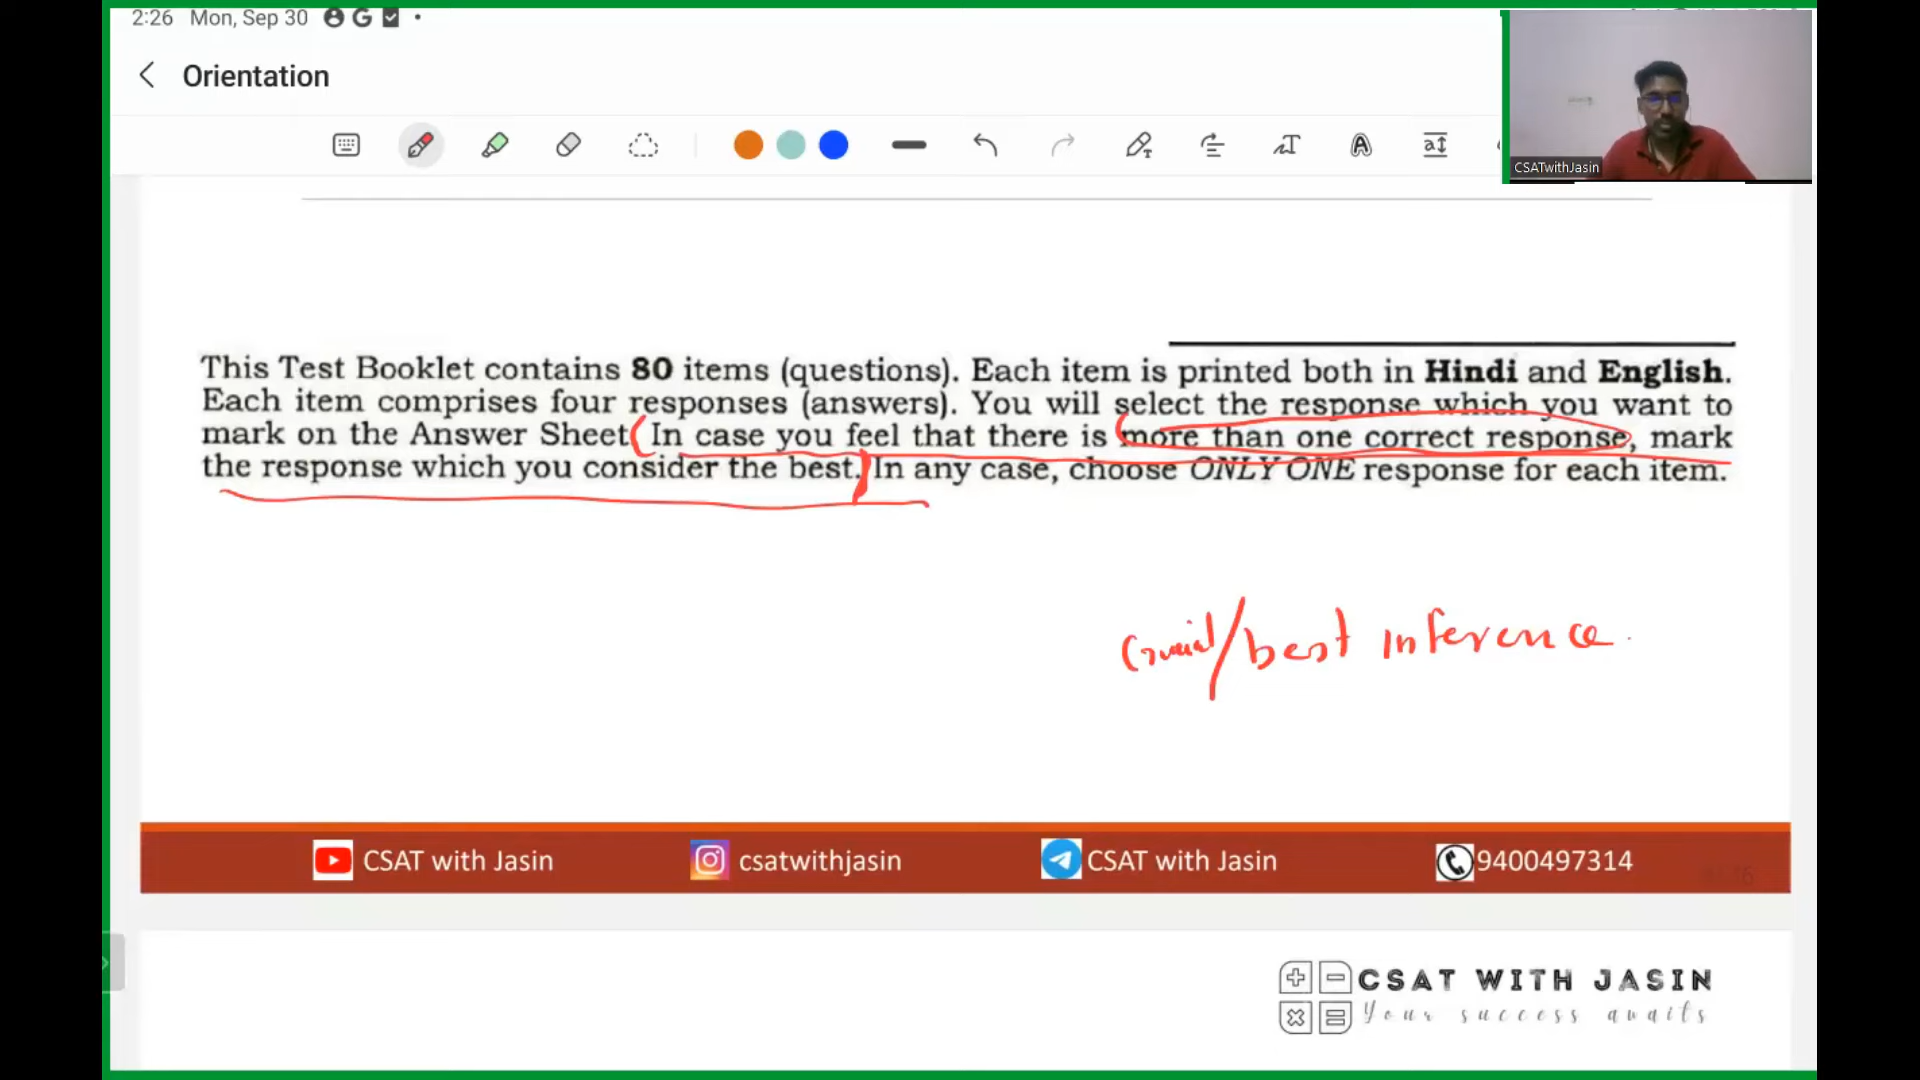 2:26 Mon, Sep 30
Orientation
CSATwithJasin
This Test Booklet contains 80 items (questions). Each item is printed both in Hindi and English.
Each item comprises four responses (answers). You will select the response which you want to
mark on the Answer Sheet. In case you feel that there is more than one correct response, mark
the response which you consider the best. In any case, choose ONLY ONE response for each item.
Crucial/best inference.
CSAT with Jasin csatwithjasin CSAT with Jasin 9400497314
CSAT WITH JASIN
Your success awaits